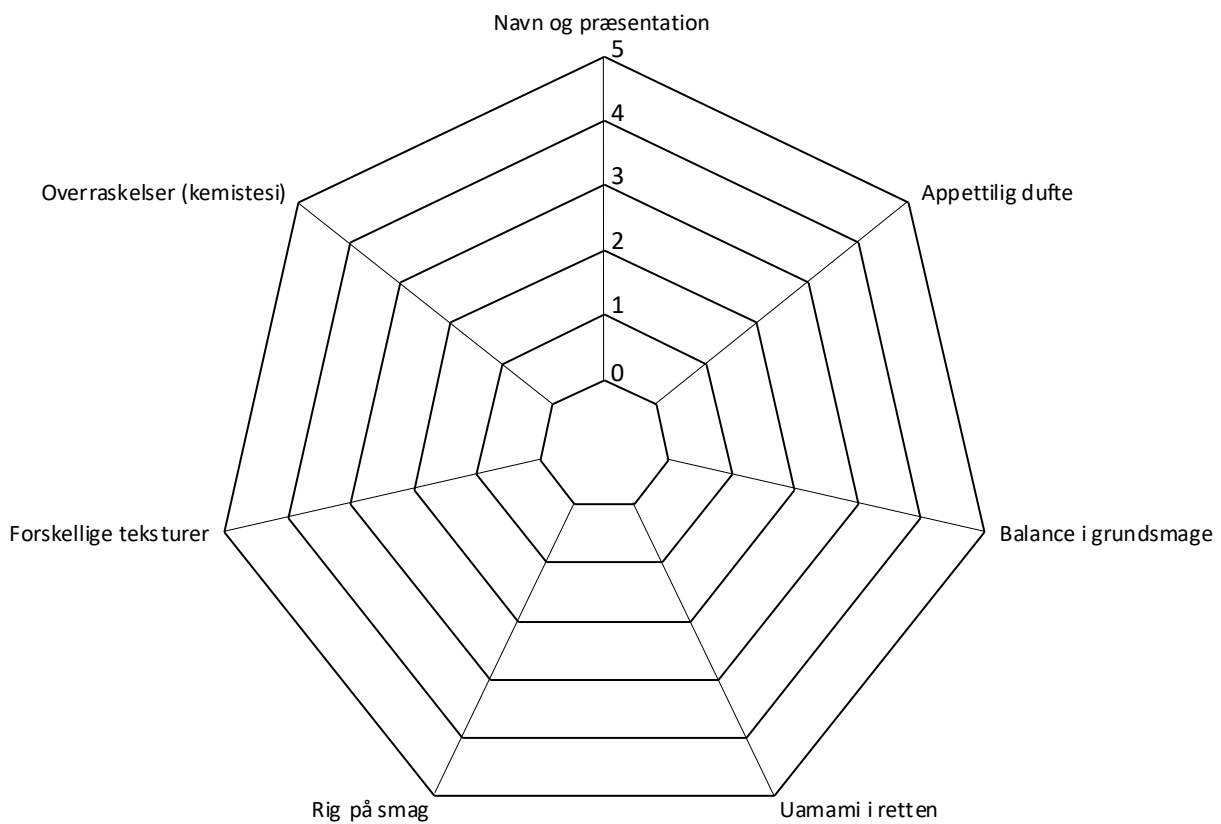 Navn og præsentation
5
4
Overraskelser (kemistesi)
3
Appettilig dufte
2
1
0
Forskellige teksturer
Balance i grundsmage
Rig på smag
Uamami i retten